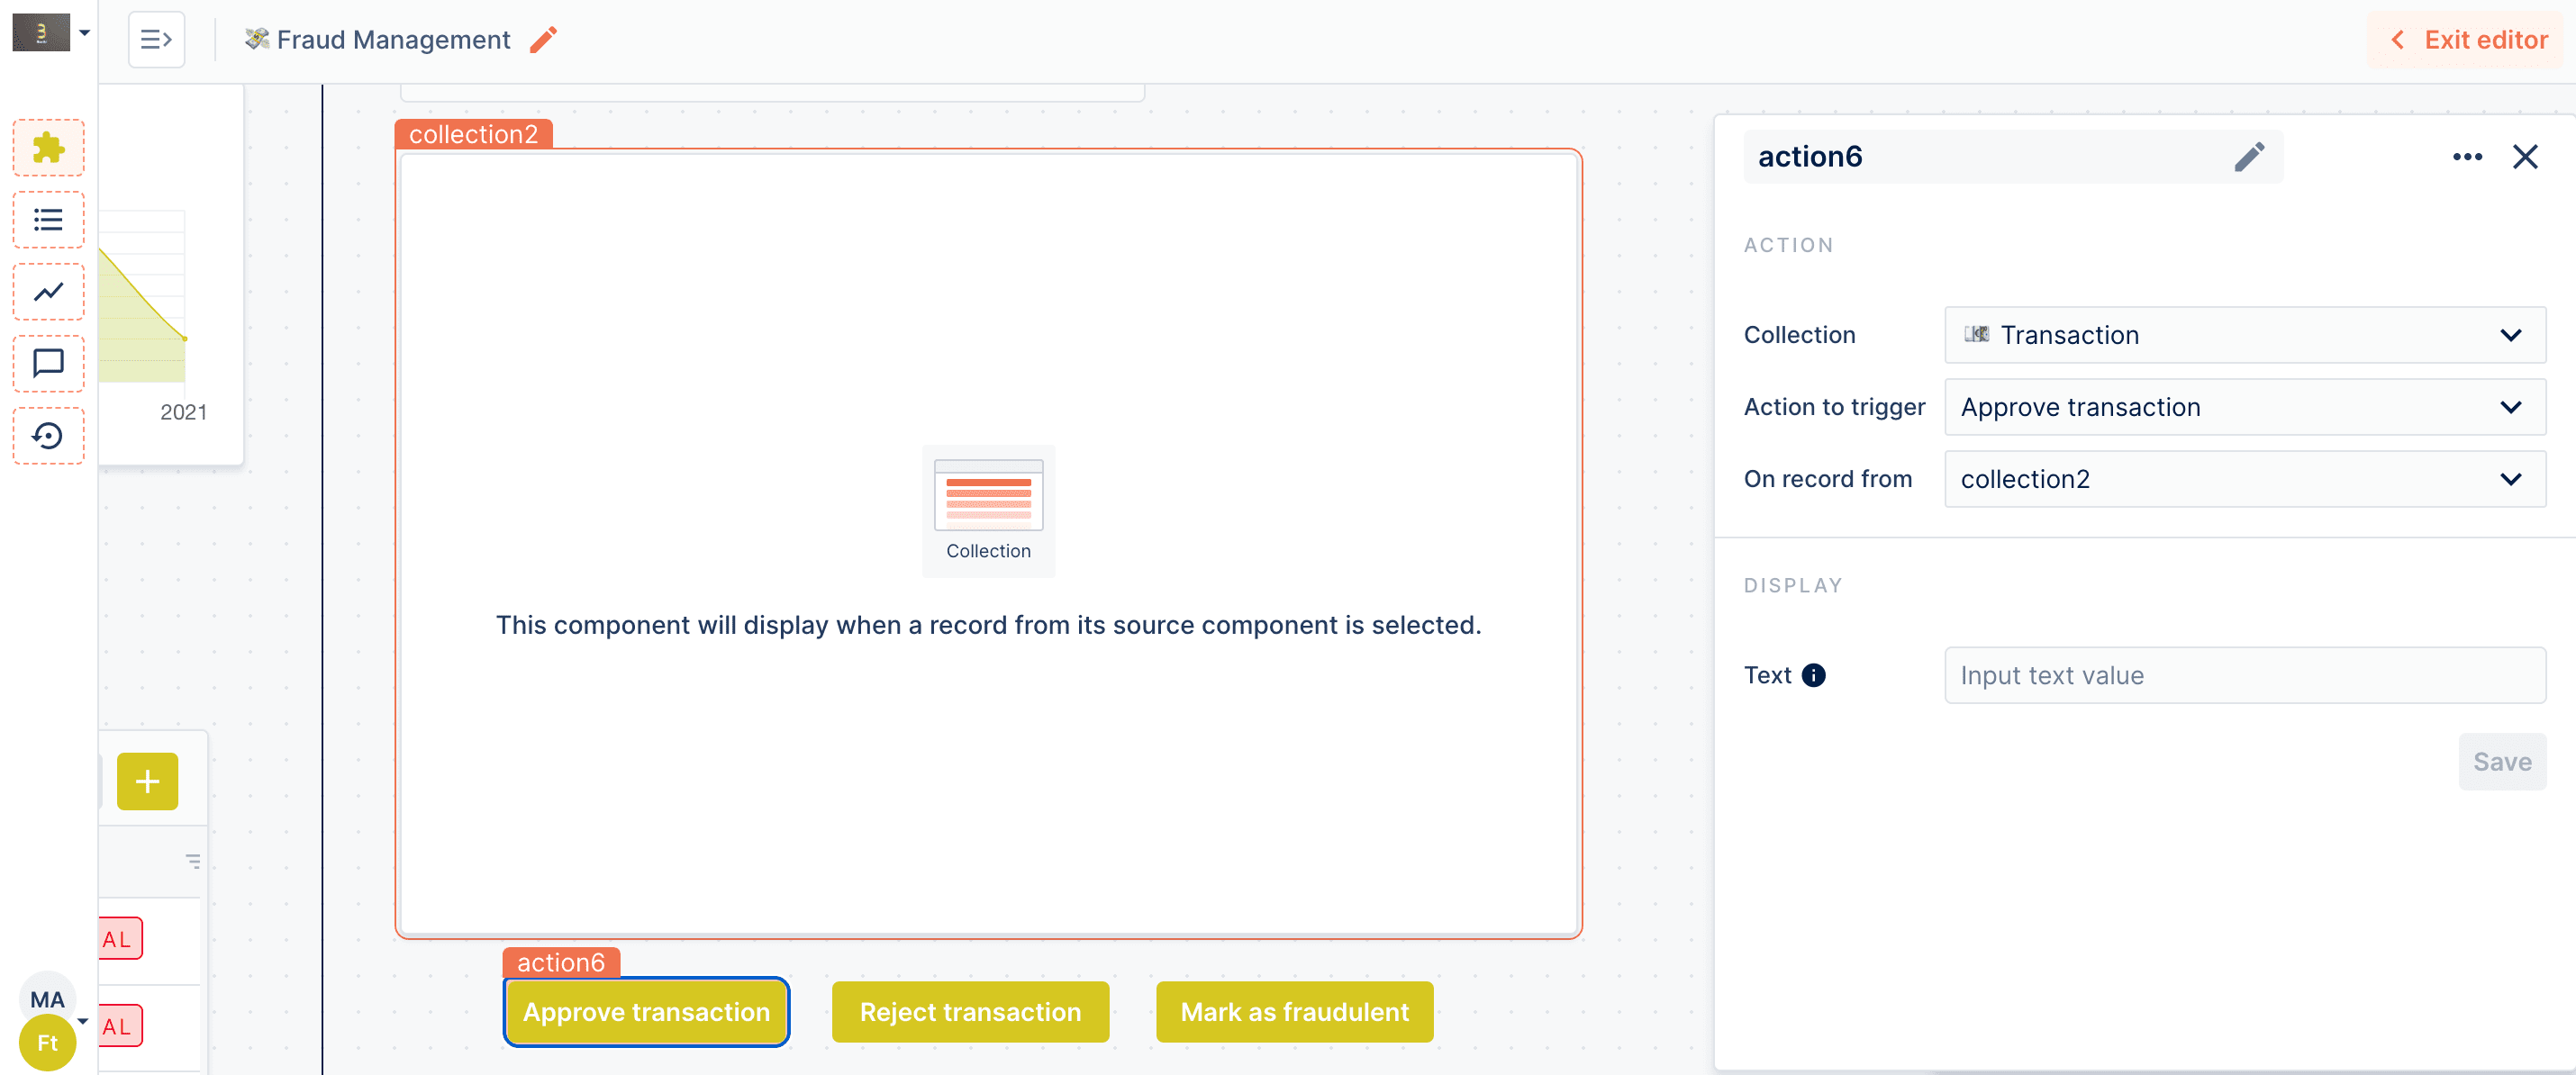 Fraud Management
Exit editor
collection2
action6
ACTION
Collection
Transaction
Action to trigger
Approve transaction
On record from
collection2
2021
Collection
This component will display when a record from its source component is selected.
DISPLAY
Text
Input text value
Save
AL
AL
action6
Approve transaction
Reject transaction
Mark as fraudulent
MA
Ft